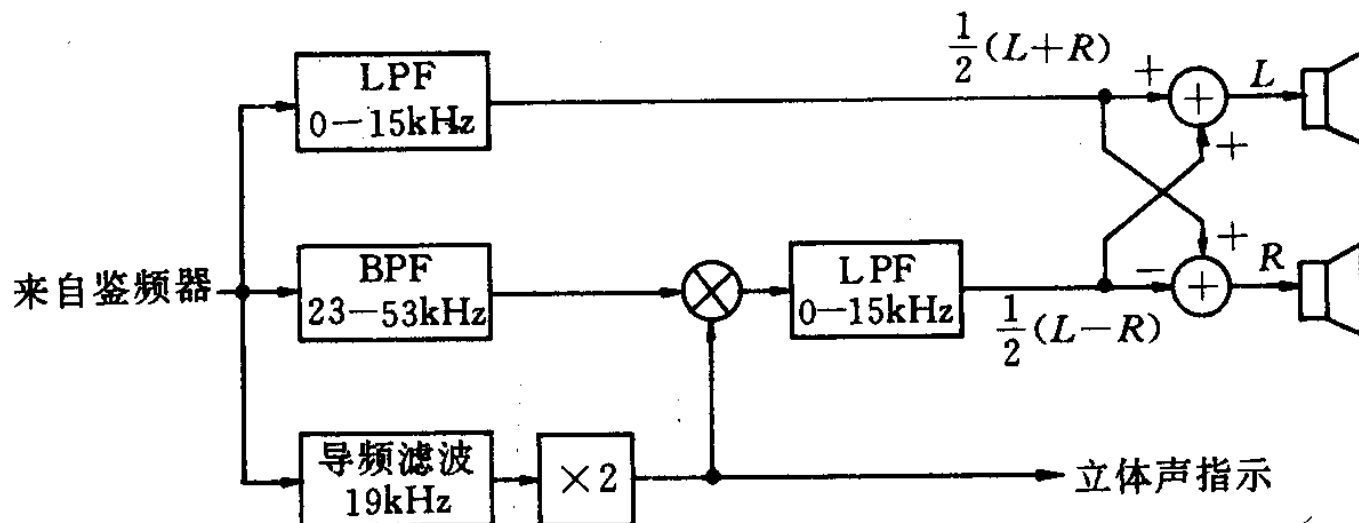 LPF
0—15kHz
1/2(L+R)
+
+
L
+
来自鉴频器
BPF
23—53kHz
×
LPF
0—15kHz
1/2(L−R)
+
−
+
R
导频滤波
19kHz
×2
立体声指示